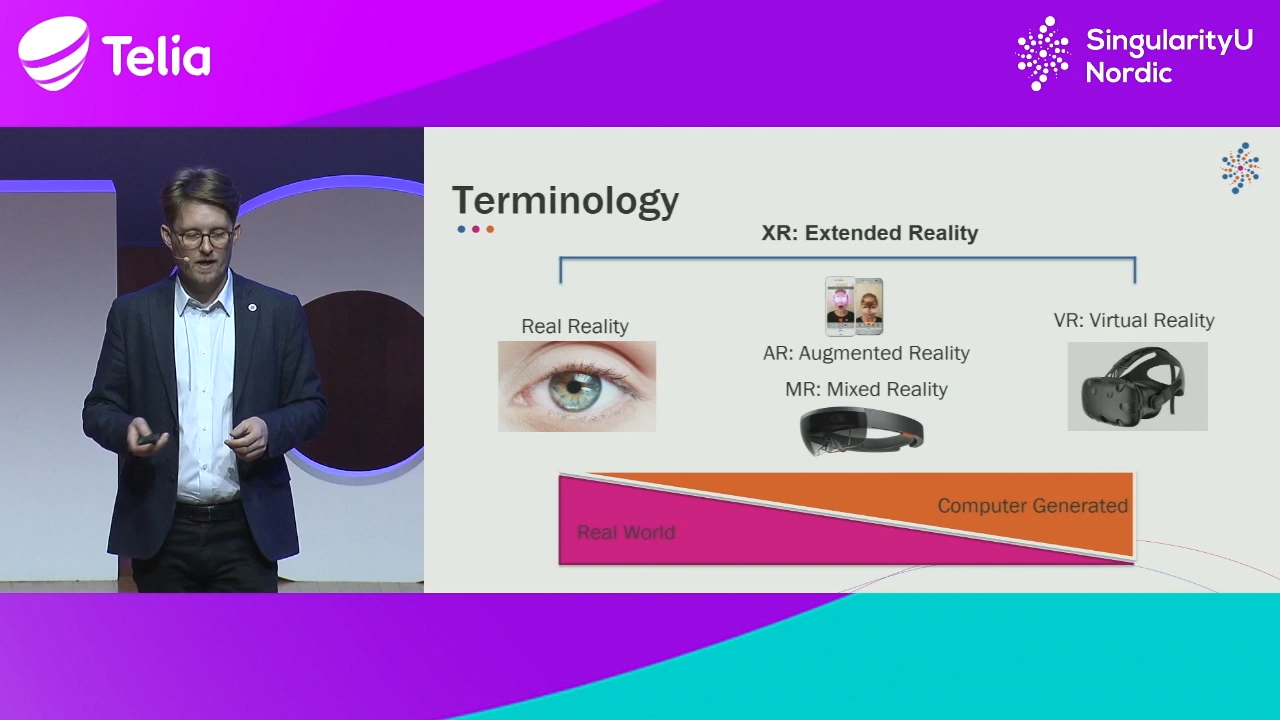 Telia
SingularityU
Nordic
Terminology
XR: Extended Reality
Real Reality
AR: Augmented Reality
MR: Mixed Reality
VR: Virtual Reality
Computer Generated
Real World